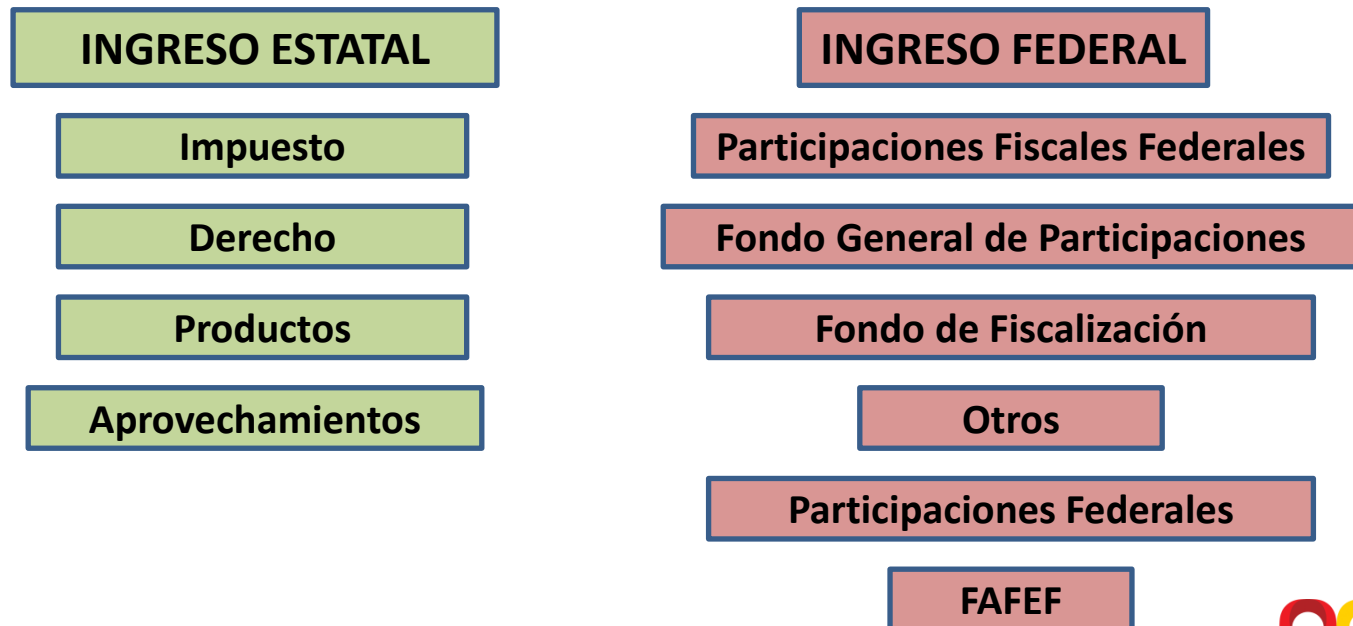 INGRESO ESTATAL
Impuesto
Derecho
Productos
Aprovechamientos
INGRESO FEDERAL
Participaciones Fiscales Federales
Fondo General de Participaciones
Fondo de Fiscalización
Otros
Participaciones Federales
FAFEF